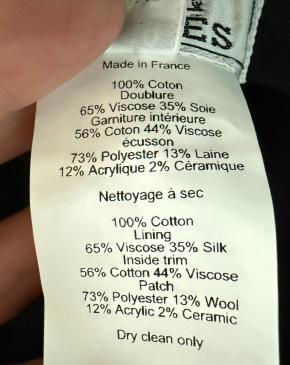 Made in France
100% Coton
Doublure
65% Viscose 35% Soie
Garniture intérieure
56% Coton 44% Viscose
écusson
73% Polyester 13% Laine
12% Acrylique 2% Céramique
Nettoyage à sec
100% Cotton
Lining
65% Viscose 35% Silk
Inside trim
56% Cotton 44% Viscose
Patch
73% Polyester 13% Wool
12% Acrylic 2% Ceramic
Dry clean only